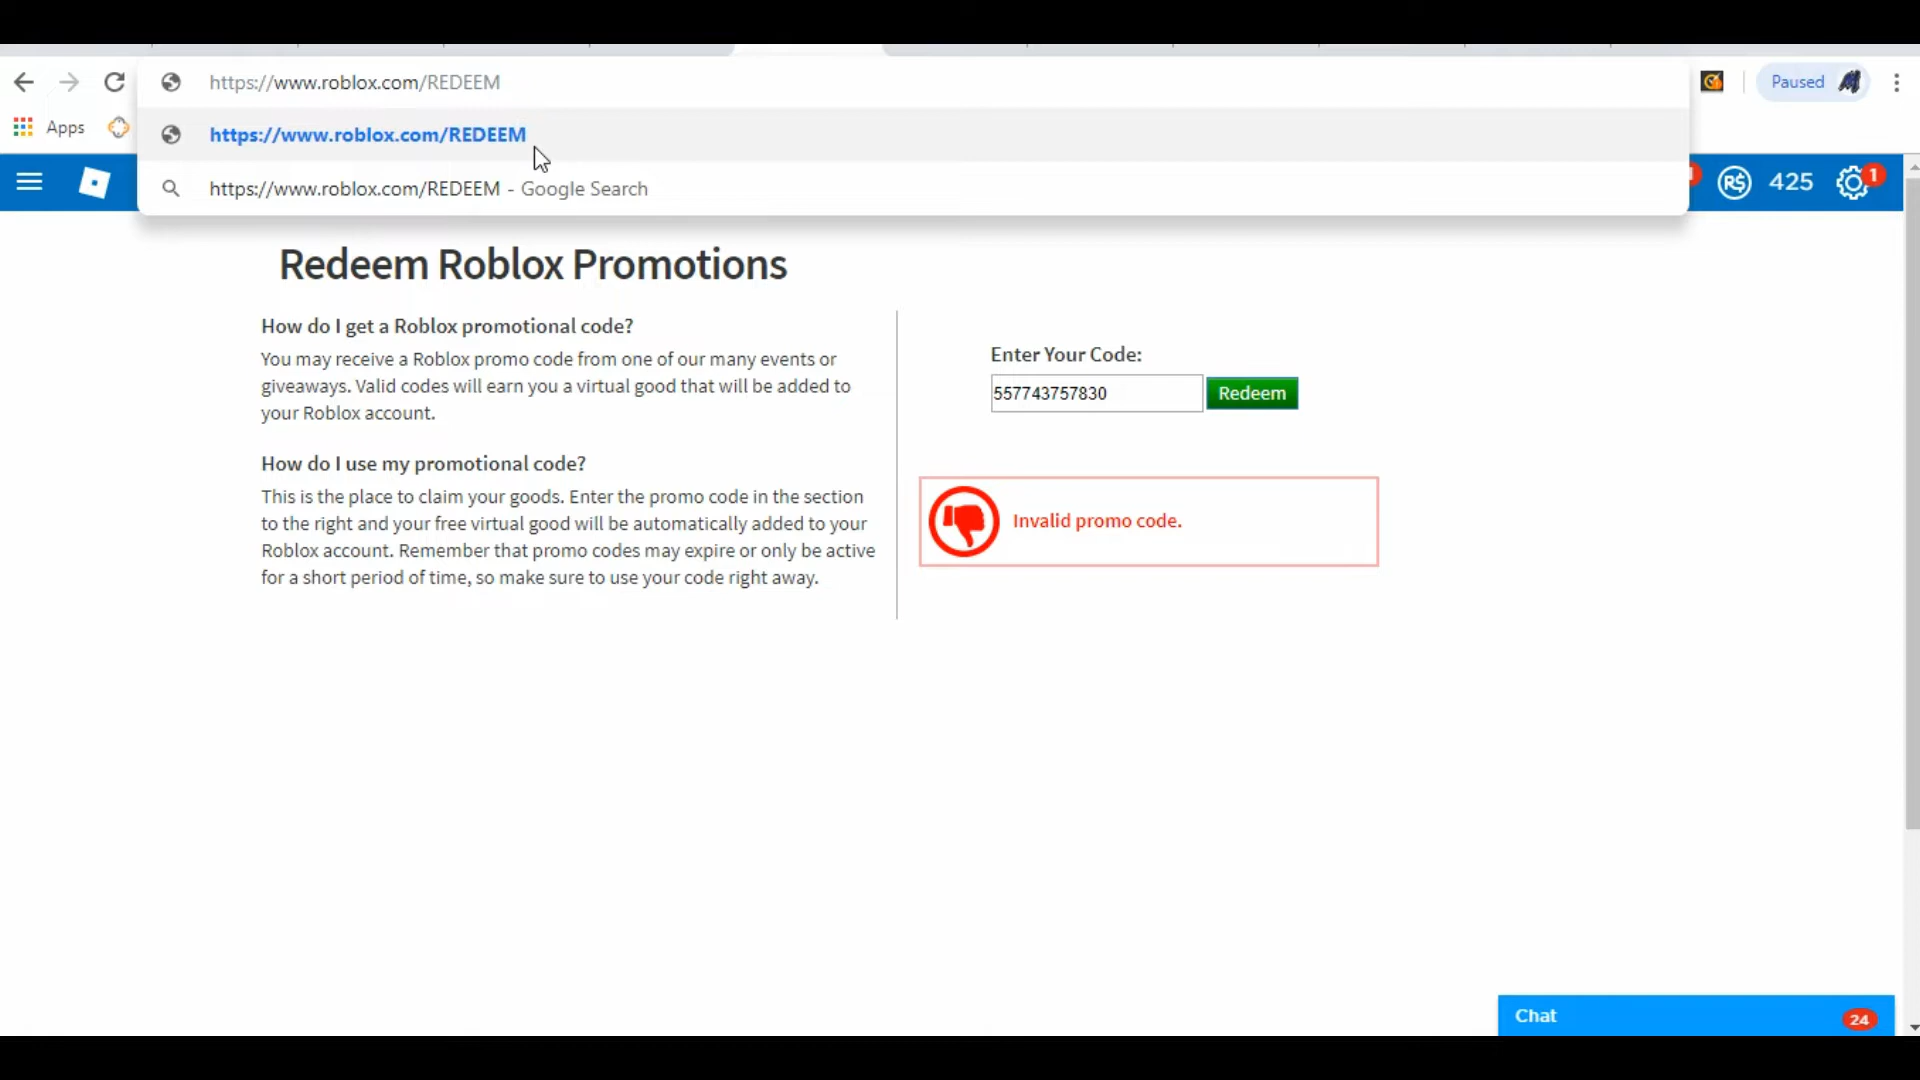 https://www.roblox.com/REDEEM
Paused
Apps
https://www.roblox.com/REDEEM
https://www.roblox.com/REDEEM - Google Search
R$ 425
1
Redeem Roblox Promotions
How do I get a Roblox promotional code?
You may receive a Roblox promo code from one of our many events or
giveaways. Valid codes will earn you a virtual good that will be added to
your Roblox account.
How do I use my promotional code?
This is the place to claim your goods. Enter the promo code in the section
to the right and your free virtual good will be automatically added to your
Roblox account. Remember that promo codes may expire or only be active
for a short period of time, so make sure to use your code right away.
Enter Your Code:
557743757830 Redeem
Invalid promo code.
Chat 24